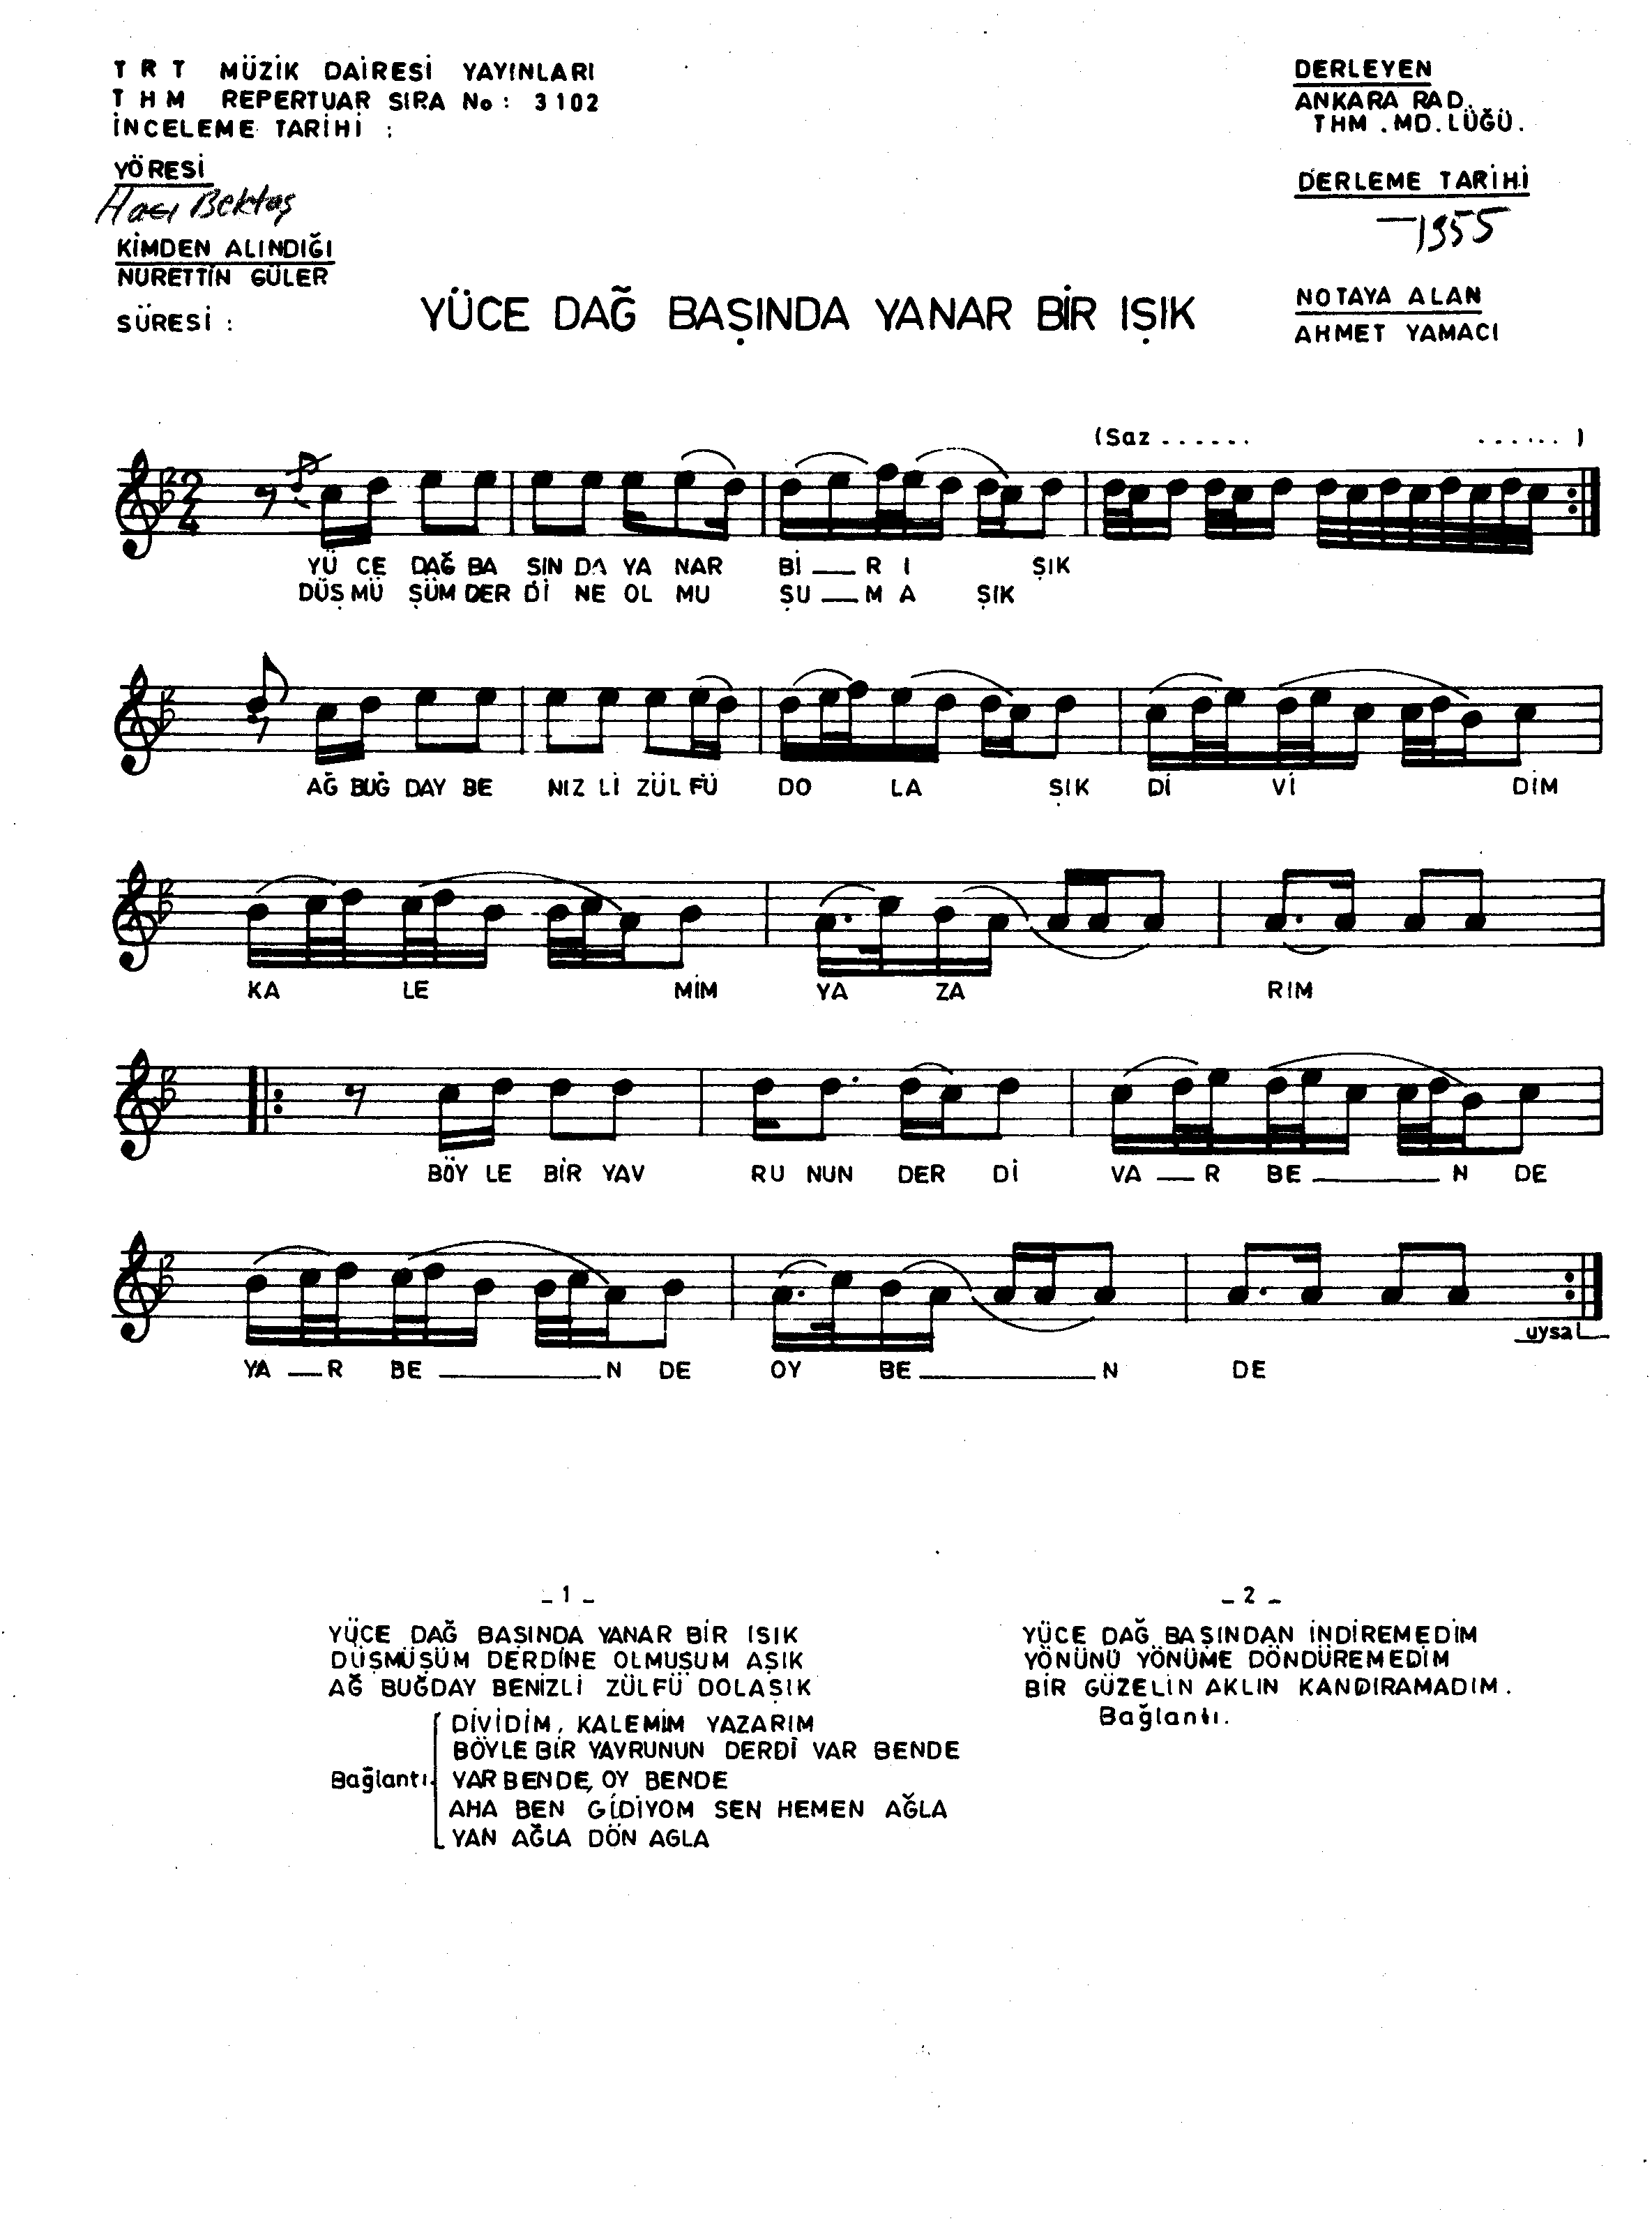 TRT MÜZİK DAİRESİ YAYINLARI
THM REPERTUAR SIRA No: 3102
İNCELEME TARİHİ :
YÖRESİ
Hacı Bektaş
KİMDEN ALINDIĞI
NURETTİN GÜLER
SÜRESİ :
DERLEYEN
ANKARA RAD.
THM.MD.LÜĞÜ.
DERLEME TARİHİ
1955
NOTAYA ALAN
AHMET YAMACI
YÜCE DAĞ BAŞINDA YANAR BİR IŞIK
(Saz ...... ...... )
2
4
YÜ CE DAĞ BA SIN DA YA NAR Bİ — R I ŞIK
DÜŞ MÜ ŞÜM DER Dİ NE OL MU ŞU — M A ŞIK
AĞ BUĞ DAY BE NIZ Lİ ZÜL FÜ DO LA ŞIK Dİ Vİ DİM
KA LE MİM YA ZA RIM
BÖY LE BİR YAV RU NUN DER Dİ VA — R BE — N DE
YA — R BE — N DE OY BE — N DE
uysal
- 1 -
YÜCE DAĞ BAŞINDA YANAR BİR ISIK
DÜŞMÜŞÜM DERDİNE OLMUŞUM AŞIK
AĞ BUĞDAY BENİZLİ ZÜLFÜ DOLAŞIK
DİVİDİM, KALEMİM YAZARIM
BÖYLE BİR YAVRUNUN DERDİ VAR BENDE
Bağlantı YAR BENDE, OY BENDE
AHA BEN GİDİYOM SEN HEMEN AĞLA
YAN AĞLA DÖN AGLA
- 2 -
YÜCE DAĞ BAŞINDAN İNDİREMEDİM
YÖNÜNÜ YÖNÜME DÖNDÜREMEDİM
BİR GÜZELİN AKLIN KANDIRAMADIM.
Bağlantı.